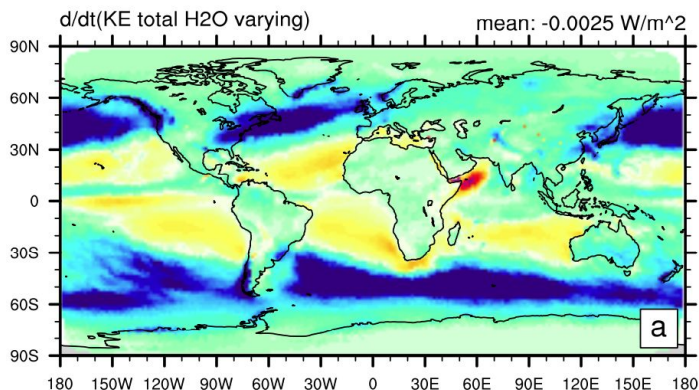 d/dt(KE total H2O varying) mean: -0.0025 W/m^2
90N
60N
30N
0
30S
60S
90S
a
180 150W 120W 90W 60W 30W 0 30E 60E 90E 120E 150E 180